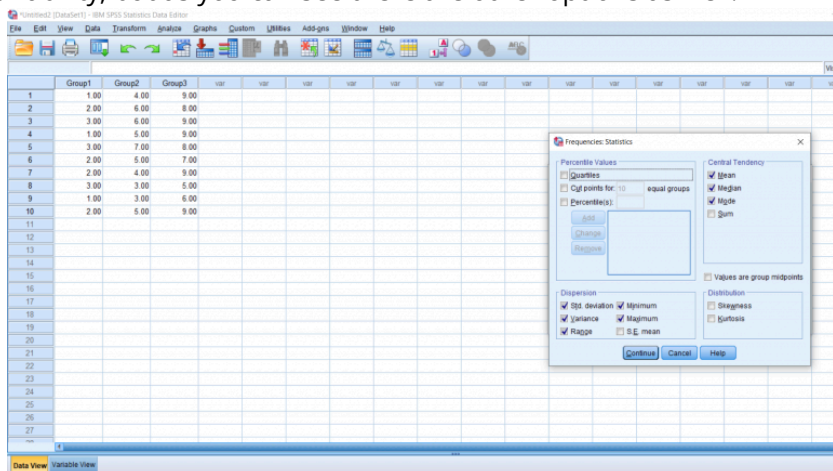 *Untitled2 [DataSet1] - IBM SPSS Statistics Data Editor
File Edit View Data Transform Analyze Graphs Custom Utilities Add-ons Window Help
Group1 Group2 Group3 var var var var var var var var var var var var var
1 1.00 4.00 9.00
2 2.00 6.00 8.00
3 3.00 6.00 9.00
4 1.00 5.00 9.00
5 3.00 7.00 8.00
6 2.00 5.00 7.00
7 2.00 4.00 9.00
8 3.00 3.00 5.00
9 1.00 3.00 6.00
10 2.00 5.00 9.00
11
12
13
14
15
16
17
18
19
20
21
22
23
24
25
26
27
Frequencies: Statistics
Percentile Values
Quartiles
Cut points for: 10 equal groups
Percentile(s):
Add
Change
Remove
Central Tendency
Mean
Median
Mode
Sum
Values are group midpoints
Dispersion
Std. deviation Minimum
Variance Maximum
Range S.E. mean
Distribution
Skewness
Kurtosis
Continue Cancel Help
Data View Variable View